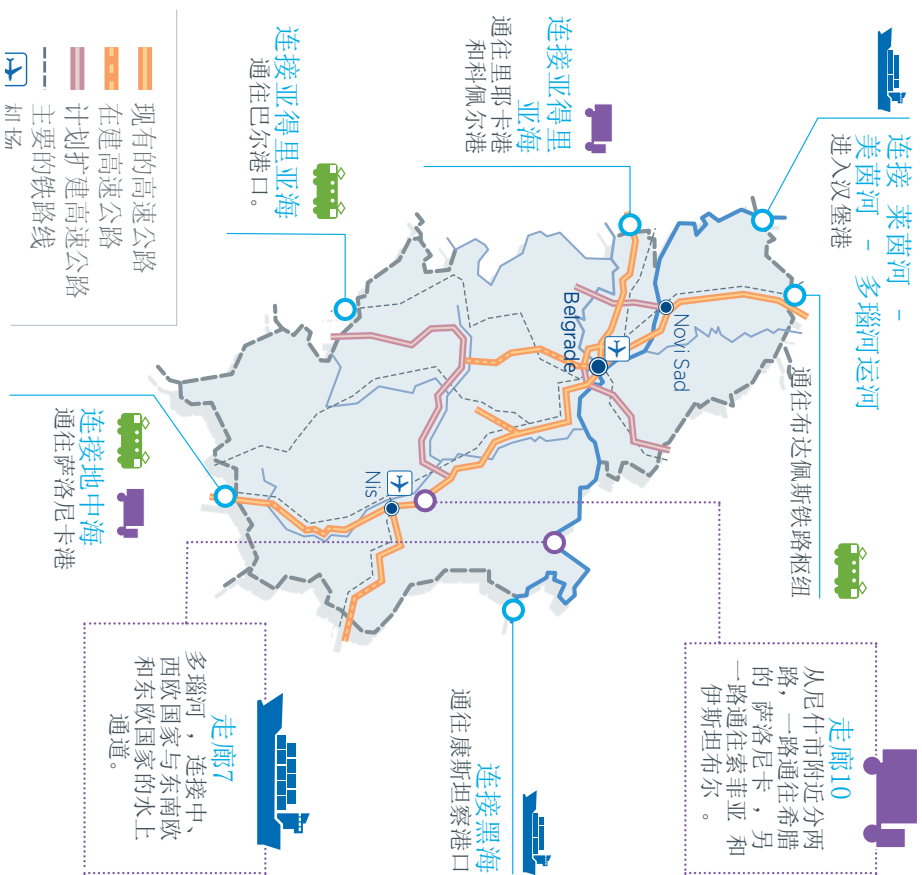 连接 莱茵河 -
美茵河 - 多瑙河运河
进入汉堡港
通往布达佩斯铁路枢纽
走廊10
从尼什市附近分两
路，一路通往希腊
的 萨洛尼卡，另
一路通往索菲亚 和
伊斯坦布尔。
Novi Sad
Belgrade
连接亚得里
亚海
通往里耶卡港
和科佩尔港
连接黑海
通往康斯坦察港口
Nis
连接亚得里亚海
通往巴尔港口。
走廊7
多瑙河，连接中、
西欧国家与东南欧
和东欧国家的水上
通道。
连接地中海
通往萨洛尼卡港
现有的高速公路
在建高速公路
计划扩建高速公路
主要的铁路线
机场